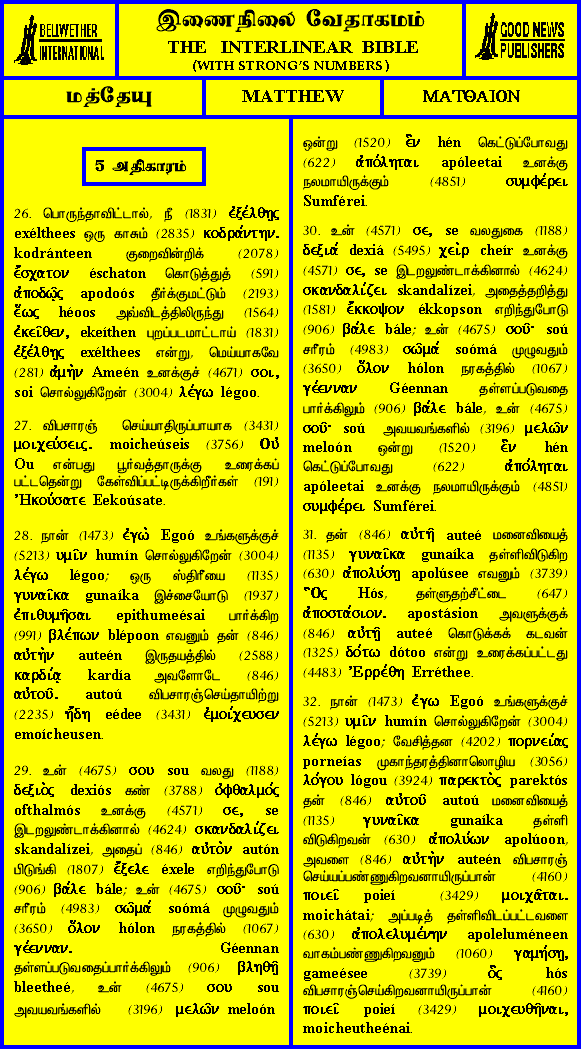 BELLWETHER
INTERNATIONAL
இணைநிலை வேதாகமம்
THE INTERLINEAR BIBLE
(WITH STRONG'S NUMBERS)
GOOD NEWS
PUBLISHERS
மத்தேயு
MATTHEW
ΜΑΤΘΑΙΟΝ
5 அதிகாரம்
26. பொருந்தாவிட்டால், நீ (1831) ἐξέλθης
exélthees ஒரு காசும் (2835) κοδράντην.
kodránteen குறைவின்றிக் (2078)
ἔσχατον éschaton கொடுத்துத் (591)
ἀποδῷς apodoós தீர்க்குமட்டும் (2193)
ἕως héoos அவ்விடத்திலிருந்து (1564)
ἐκεῖθεν, ekeíthen புறப்படமாட்டாய் (1831)
ἐξέλθης exélthees என்று, மெய்யாகவே
(281) ἀμὴν Ameén உனக்குச் (4671) σοι,
soi சொல்லுகிறேன் (3004) λέγω légoo.
27. விபசாரஞ் செய்யாதிருப்பாயாக (3431)
μοιχεύσεις. moicheúseis (3756) Οὐ
Ou என்பது பூர்வத்தாருக்கு உரைக்கப்
பட்டதென்று கேள்விப்பட்டிருக்கிறீர்கள் (191)
Ἠκούσατε Eekoúsate.
28. நான் (1473) ἐγὼ Egoó உங்களுக்குச்
(5213) υμῖν humín சொல்லுகிறேன் (3004)
λέγω légoo; ஒரு ஸ்திரீயை (1135)
γυναῖκα gunaíka இச்சையோடு (1937)
ἐπιθυμῆσαι epithumeésai பார்க்கிற
(991) βλέπων blépoon எவனும் தன் (846)
αὐτὴν auteén இருதயத்தில் (2588)
καρδίᾳ kardía அவளோடே (846)
αὐτοῦ. autoú விபசாரஞ்செய்தாயிற்று
(2235) ἤδη eédee (3431) ἐμοίχευσεν
emoícheusen.
29. உன் (4675) σου sou வலது (1188)
δεξιὸς dexiós கண் (3788) ὀφθαλμός
ofthalmós உனக்கு (4571) σε, se
இடறலுண்டாக்கினால் (4624) σκανδαλίζει
skandalízei, அதைப் (846) αὐτὸν autón
பிடுங்கி (1807) ἔξελε éxele எறிந்துபோடு
(906) βάλε bále; உன் (4675) σοῦ· soú
சரீரம் (4983) σῶμά soómá முழுவதும்
(3650) ὅλον hólon நரகத்தில் (1067)
γέενναν. Géennan
தள்ளப்படுவதைப்பார்க்கிலும் (906) βληθῇ
bleetheé, உன் (4675) σου sou
அவயவங்களில் (3196) μελῶν meloón
ஒன்று (1520) ἓν hén கெட்டுப்போவது
(622) ἀπόληται apóleetai உனக்கு
நலமாயிருக்கும் (4851) συμφέρει
Sumférei.
30. உன் (4571) σε, se வலதுகை (1188)
δεξιά dexiá (5495) χεὶρ cheír உனக்கு
(4571) σε, se இடறலுண்டாக்கினால் (4624)
σκανδαλίζει skandalízei, அதைத்தறித்து
(1581) ἔκκοψον ékkopson எறிந்துபோடு
(906) βάλε bále; உன் (4675) σοῦ· soú
சரீரம் (4983) σῶμά soómá முழுவதும்
(3650) ὅλον hólon நரகத்தில் (1067)
γέενναν Géennan தள்ளப்படுவதை
பார்க்கிலும் (906) βάλε bále, உன் (4675)
σοῦ· soú அவயவங்களில் (3196) μελῶν
meloón ஒன்று (1520) ἓν hén
கெட்டுப்போவது (622) ἀπόληται
apóleetai உனக்கு நலமாயிருக்கும் (4851)
συμφέρει Sumférei.
31. தன் (846) αὐτῆ auteé மனைவியைத்
(1135) γυναῖκα gunaíka தள்ளிவிடுகிற
(630) ἀπολύση apolúsee எவனும் (3739)
Ὃς Hós, தள்ளுதற்சீட்டை (647)
ἀποστάσιον. apostásion அவளுக்குக்
(846) αὐτῆ auteé கொடுக்கக் கடவன்
(1325) δότω dótoo என்று உரைக்கப்பட்டது
(4483) Ἐρρέθη Erréthee.
32. நான் (1473) ἐγω Egoó உங்களுக்குச்
(5213) υμῖν humín சொல்லுகிறேன் (3004)
λέγω légoo; வேசித்தன (4202) πορνείας
porneías முகாந்தரத்தினாலொழிய (3056)
λόγου lógou (3924) παρεκτὸς parektós
தன் (846) αὐτοῦ autoú மனைவியைத்
(1135) γυναῖκα gunaíka தள்ளி
விடுகிறவன் (630) ἀπολύων apolúoon,
அவளை (846) αὐτὴν auteén விபசாரஞ்
செய்யப்பண்ணுகிறவனாயிருப்பான் (4160)
ποιεῖ poieí (3429) μοιχᾶται.
moichátai; அப்படித் தள்ளிவிடப்பட்டவளை
(630) ἀπολελυμένην apoleluméneen
வாகம்பண்ணுகிறவனும் (1060) γαμήση,
gameésee (3739) ὃς hós
விபசாரஞ்செய்கிறவனாயிருப்பான் (4160)
ποιεῖ poieí (3429) μοιχευθῆναι,
moicheutheénai.